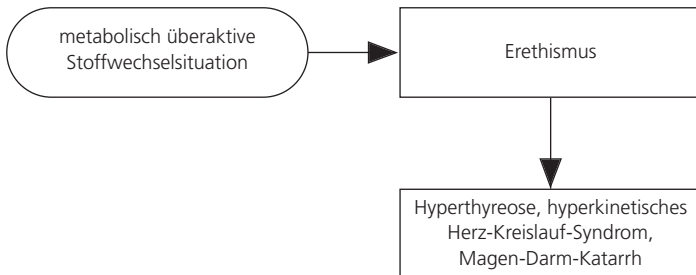 metabolisch überaktive
Stoffwechselsituation
Erethismus
Hyperthyreose, hyperkinetisches
Herz-Kreislauf-Syndrom,
Magen-Darm-Katarrh